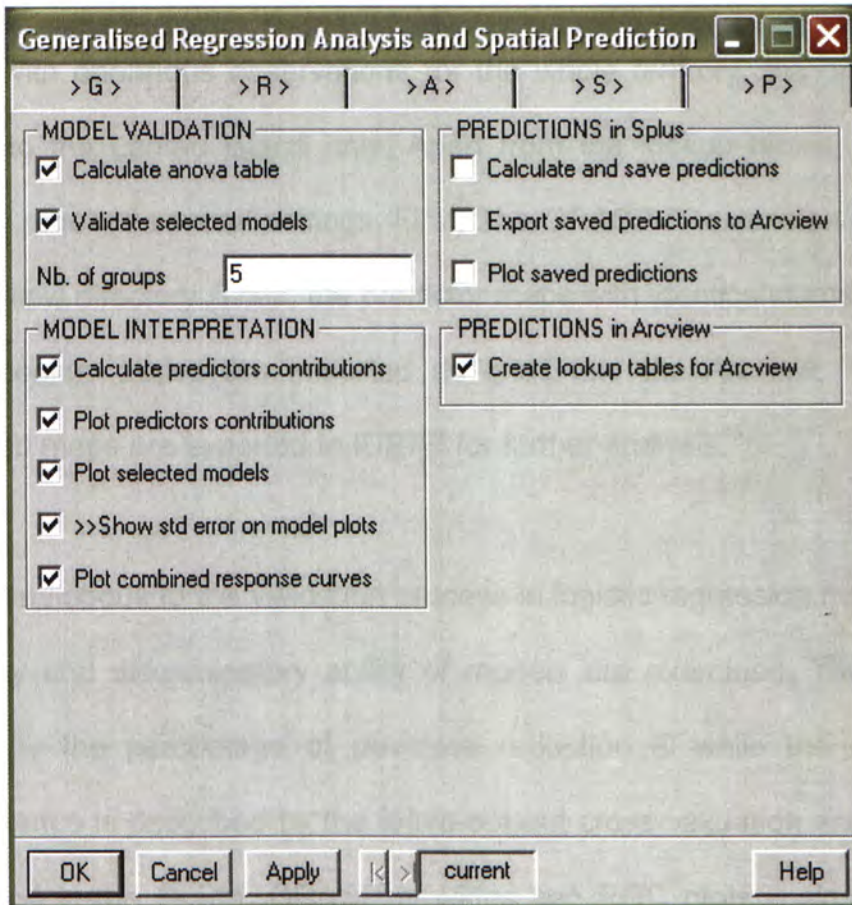 Generalised Regression Analysis and Spatial Prediction
> G > > R > > A > > S > > P >
MODEL VALIDATION
Calculate anova table
Validate selected models
Nb. of groups 5
MODEL INTERPRETATION
Calculate predictors contributions
Plot predictors contributions
Plot selected models
>>Show std error on model plots
Plot combined response curves
PREDICTIONS in Splus
Calculate and save predictions
Export saved predictions to Arcview
Plot saved predictions
PREDICTIONS in Arcview
Create lookup tables for Arcview
OK Cancel Apply |< >| current Help